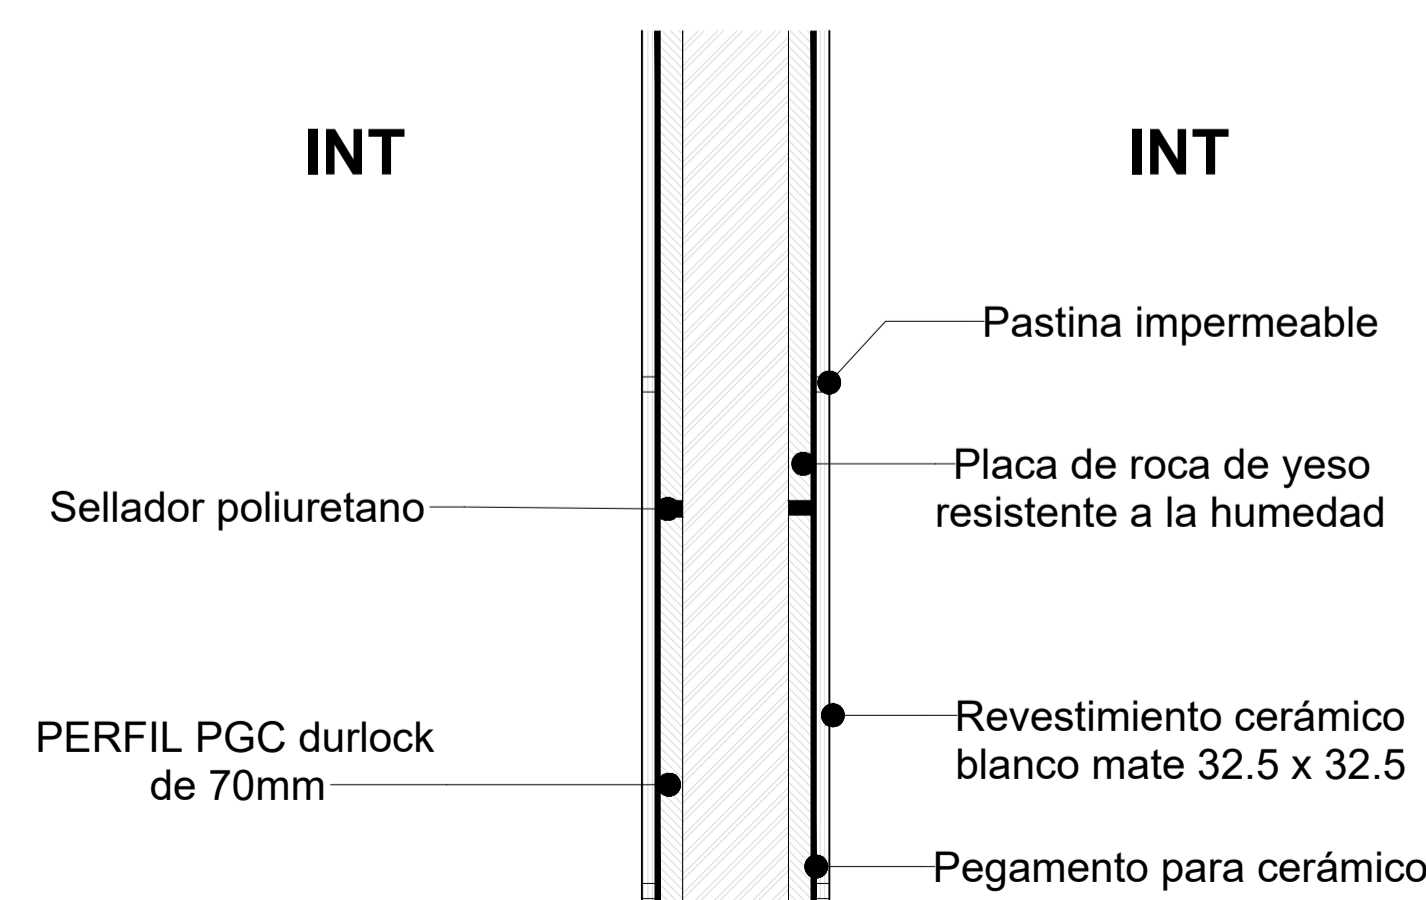 INT
INT
Pastina impermeable
Placa de roca de yeso
resistente a la humedad
Sellador poliuretano
Revestimiento cerámico
blanco mate 32.5 x 32.5
PERFIL PGC durlock
de 70mm
Pegamento para cerámico